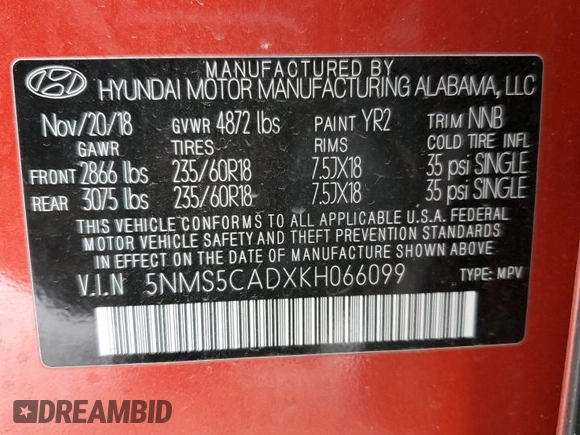 MANUFACTURED BY
HYUNDAI MOTOR MANUFACTURING ALABAMA, LLC
Nov/20/18 GVWR 4872 lbs PAINT YR2 TRIM NNB
GAWR TIRES RIMS COLD TIRE INFL
FRONT 2866 lbs 235/60R18 7.5JX18 35 psi SINGLE
REAR 3075 lbs 235/60R18 7.5JX18 35 psi SINGLE
THIS VEHICLE CONFORMS TO ALL APPLICABLE U.S.A. FEDERAL
MOTOR VEHICLE SAFETY AND THEFT PREVENTION STANDARDS
IN EFFECT ON THE DATE OF MANUFACTURE SHOWN ABOVE.
V.I.N 5NMS5CADXKH066099 TYPE: MPV
DREAMBID